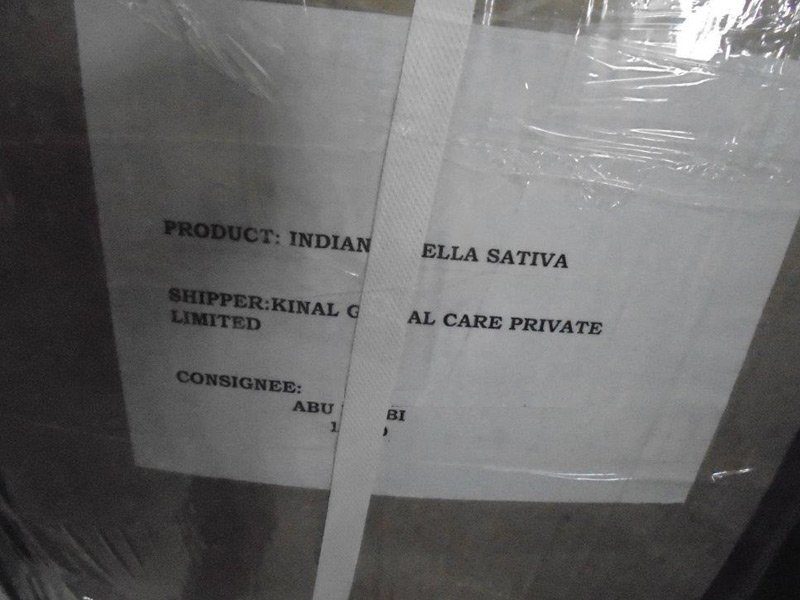 PRODUCT: INDIAN ELLA SATIVA
SHIPPER:KINAL G AL CARE PRIVATE
LIMITED
CONSIGNEE:
ABU BI